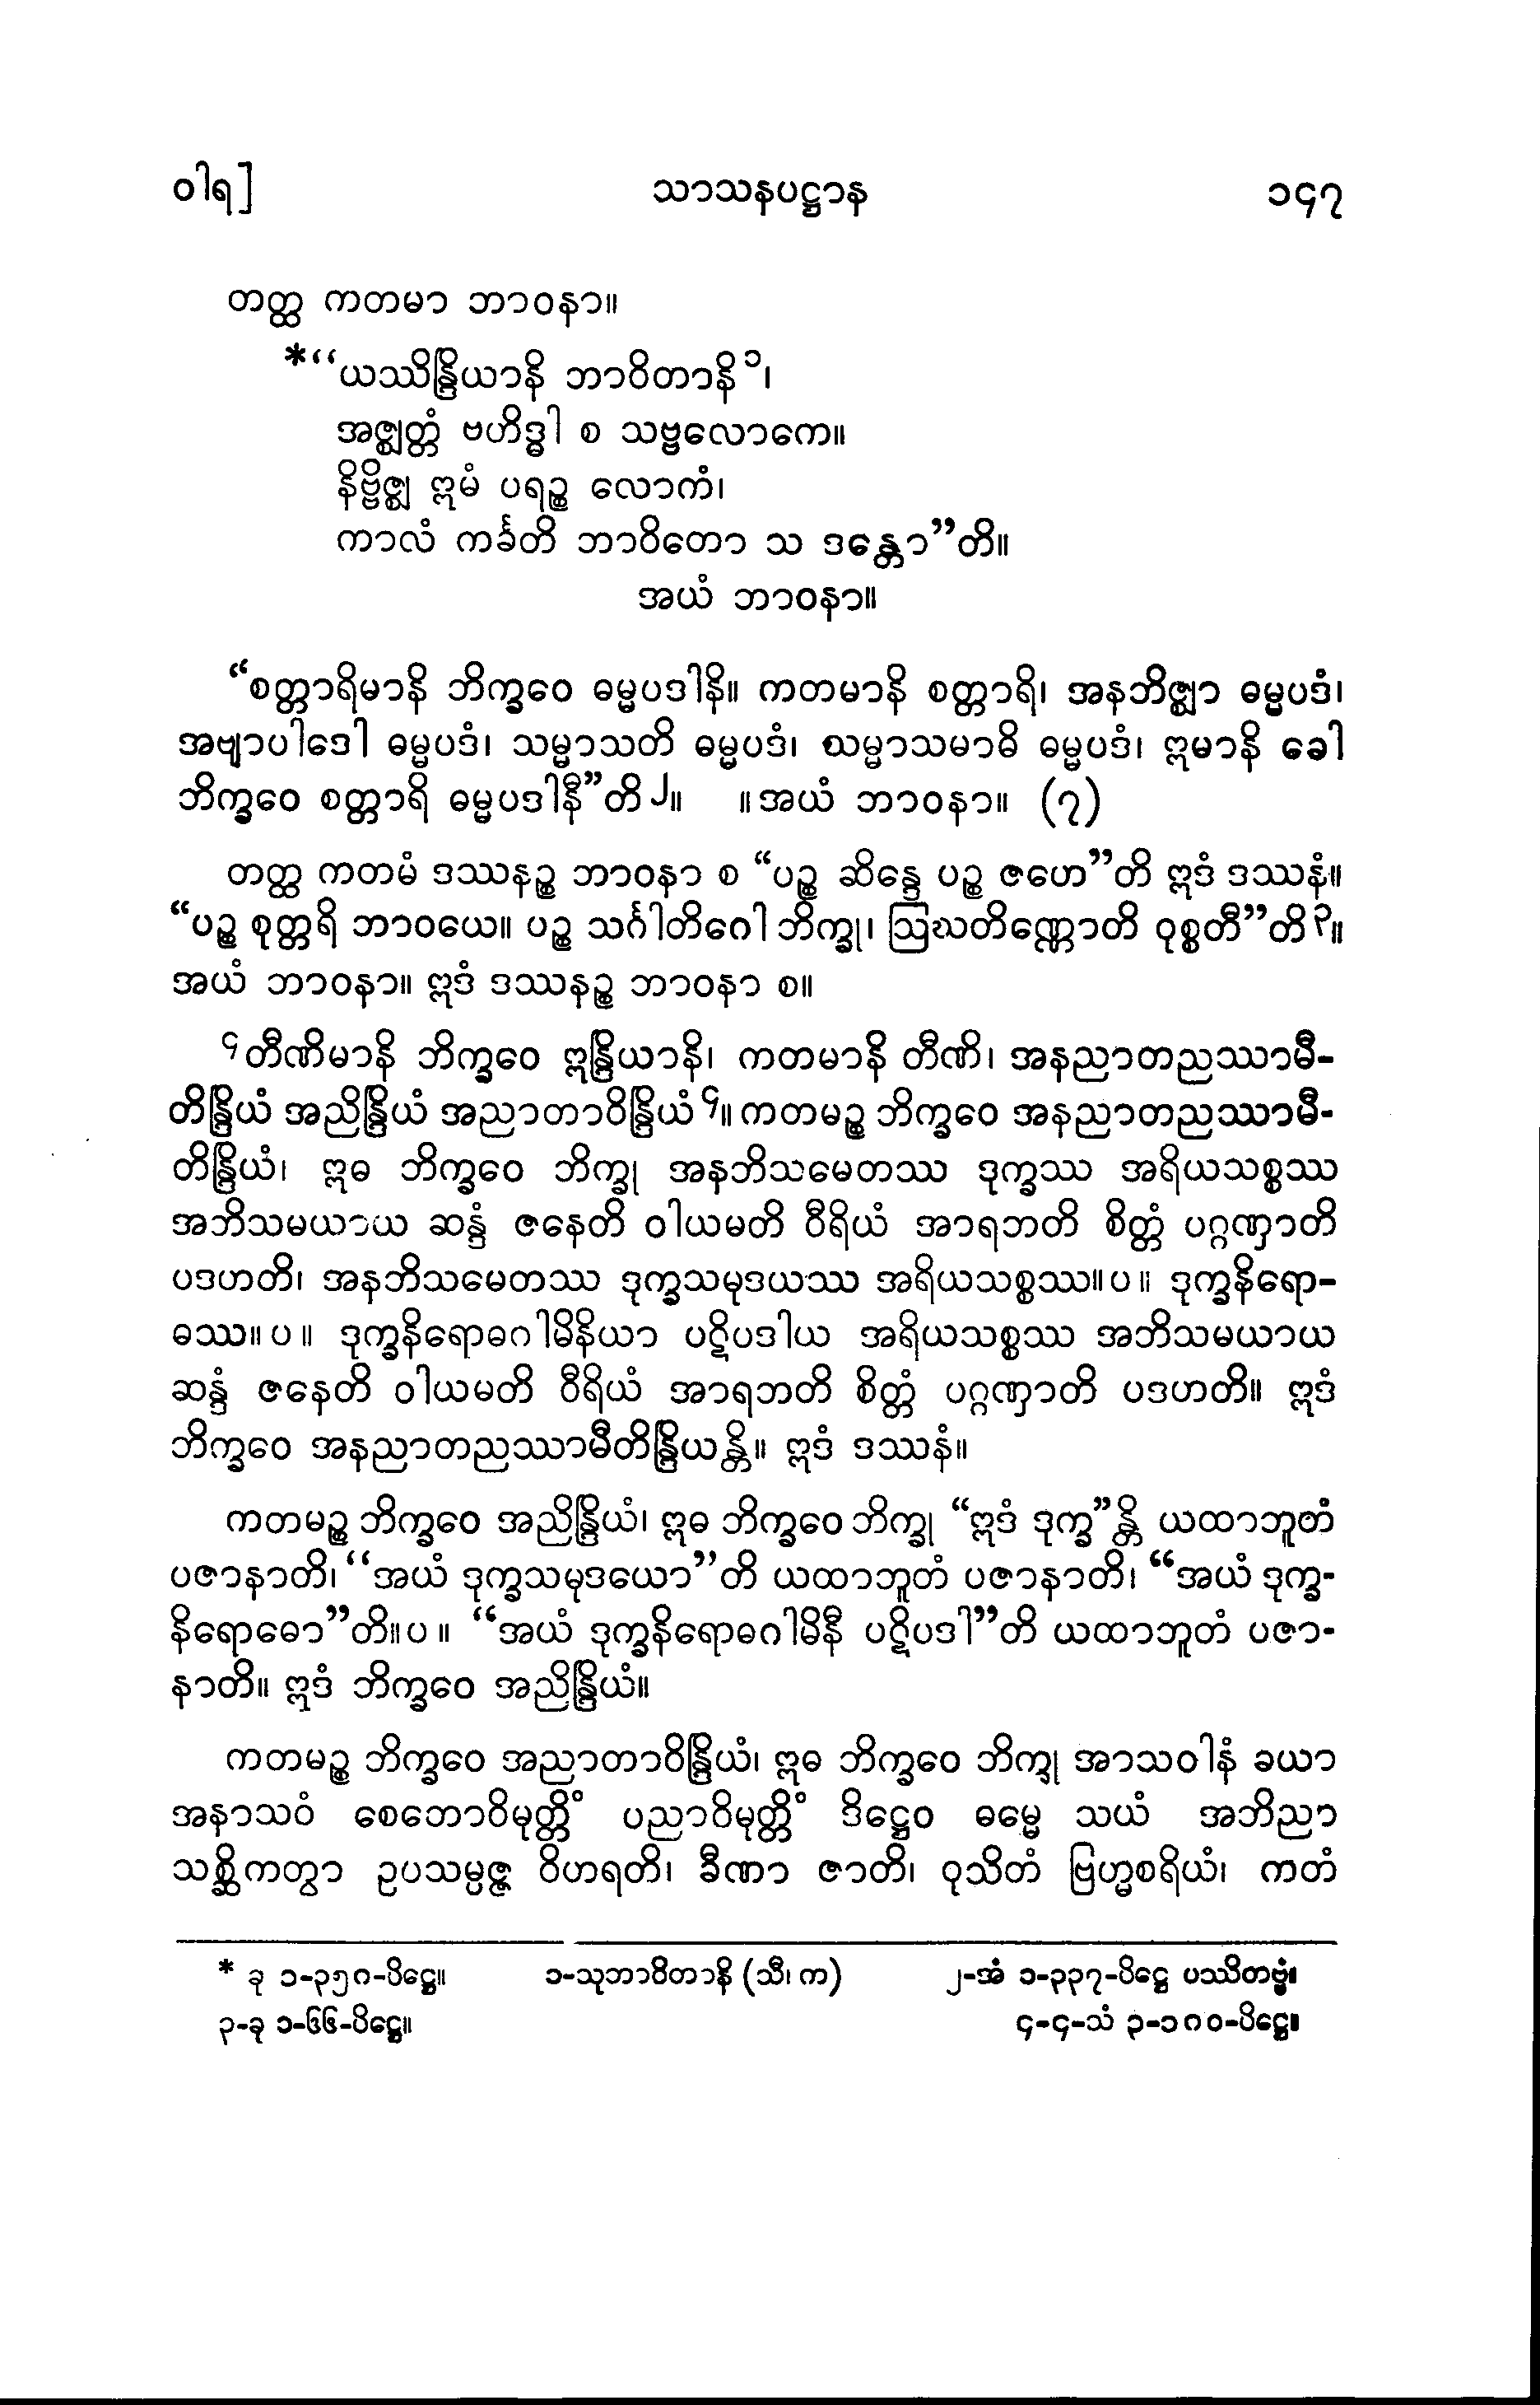 ဝါရ] သာသနပဋ္ဌာန ၁၄၇
တတ္ထ ကတမာ ဘာဝနာ။
*“ယဿိန္ဒြိယာနိ ဘာဝိတာနိ၁၊
အဇ္ဈတ္တံ ဗဟိဒ္ဓါ စ သဗ္ဗလောကေ။
နိဗ္ဗိဇ္ဈ ဣမံ ပရဉ္စ လောကံ၊
ကာလံ ကင်္ခတိ ဘာဝိတော သ ဒန္တော”တိ။
အယံ ဘာဝနာ။
“စတ္တာရိမာနိ ဘိက္ခဝေ ဓမ္မပဒါနိ။ ကတမာနိ စတ္တာရိ၊ အနဘိဇ္ဈာ ဓမ္မပဒံ၊
အဗျာပါဒေါ ဓမ္မပဒံ၊ သမ္မာသတိ ဓမ္မပဒံ၊ သမ္မာသမာဓိ ဓမ္မပဒံ၊ ဣမာနိ ခေါ
ဘိက္ခဝေ စတ္တာရိ ဓမ္မပဒါနီ”တိ၂။ ။အယံ ဘာဝနာ။ (၇)
တတ္ထ ကတမံ ဒဿနဉ္စ ဘာဝနာ စ “ပဉ္စ ဆိန္ဒေ ပဉ္စ ဇဟေ”တိ ဣဒံ ဒဿနံ။
“ပဉ္စ စုတ္တရိ ဘာဝယေ။ ပဉ္စ သင်္ဂါတိဂေါ ဘိက္ခု၊ ဩဃတိဏ္ဏောတိ ဝုစ္စတီ”တိ၃။
အယံ ဘာဝနာ။ ဣဒံ ဒဿနဉ္စ ဘာဝနာ စ။
၄တီဏိမာနိ ဘိက္ခဝေ ဣန္ဒြိယာနိ၊ ကတမာနိ တီဏိ၊ အနညာတညဿာမီ-
တိန္ဒြိယံ အညိန္ဒြိယံ အညာတာဝိန္ဒြိယံ၄။ ကတမဉ္စ ဘိက္ခဝေ အနညာတညဿာမီ-
တိန္ဒြိယံ၊ ဣဓ ဘိက္ခဝေ ဘိက္ခု အနဘိသမေတဿ ဒုက္ခဿ အရိယသစ္စဿ
အဘိသမယာယ ဆန္ဒံ ဇနေတိ ဝါယမတိ ဝီရိယံ အာရဘတိ စိတ္တံ ပဂ္ဂဏှာတိ
ပဒဟတိ၊ အနဘိသမေတဿ ဒုက္ခသမုဒယဿ အရိယသစ္စဿ။ပ။ ဒုက္ခနိရော-
ဓဿ။ပ။ ဒုက္ခနိရောဓဂါမိနိယာ ပဋိပဒါယ အရိယသစ္စဿ အဘိသမယာယ
ဆန္ဒံ ဇနေတိ ဝါယမတိ ဝီရိယံ အာရဘတိ စိတ္တံ ပဂ္ဂဏှာတိ ပဒဟတိ။ ဣဒံ
ဘိက္ခဝေ အနညာတညဿာမီတိန္ဒြိယန္တိ။ ဣဒံ ဒဿနံ။
ကတမဉ္စ ဘိက္ခဝေ အညိန္ဒြိယံ၊ ဣဓ ဘိက္ခဝေ ဘိက္ခု “ဣဒံ ဒုက္ခ”န္တိ ယထာဘူတံ
ပဇာနာတိ၊ “အယံ ဒုက္ခသမုဒယော”တိ ယထာဘူတံ ပဇာနာတိ၊ “အယံ ဒုက္ခ-
နိရောဓော”တိ။ပ။ “အယံ ဒုက္ခနိရောဓဂါမိနီ ပဋိပဒါ”တိ ယထာဘူတံ ပဇာ-
နာတိ။ ဣဒံ ဘိက္ခဝေ အညိန္ဒြိယံ။
ကတမဉ္စ ဘိက္ခဝေ အညာတာဝိန္ဒြိယံ၊ ဣဓ ဘိက္ခဝေ ဘိက္ခု အာသဝါနံ ခယာ
အနာသဝံ စေတောဝိမုတ္တိံ ပညာဝိမုတ္တိံ ဒိဋ္ဌေဝ ဓမ္မေ သယံ အဘိညာ
သစ္ဆိကတွာ ဥပသမ္ပဇ္ဇ ဝိဟရတိ၊ ခီဏာ ဇာတိ၊ ဝုသိတံ ဗြဟ္မစရိယံ၊ ကတံ
* ခု ၁-၃၅၈-ပိဋ္ဌေ။ ၁-သုဘာဝိတာနိ (သီ၊ က) ၂-အံ ၁-၃၃၇-ပိဋ္ဌေ ပဿိတဗ္ဗံ။
၃-ခု ၁-၆၆-ပိဋ္ဌေ။ ၄-၄-သံ ၃-၁၈၀-ပိဋ္ဌေ။